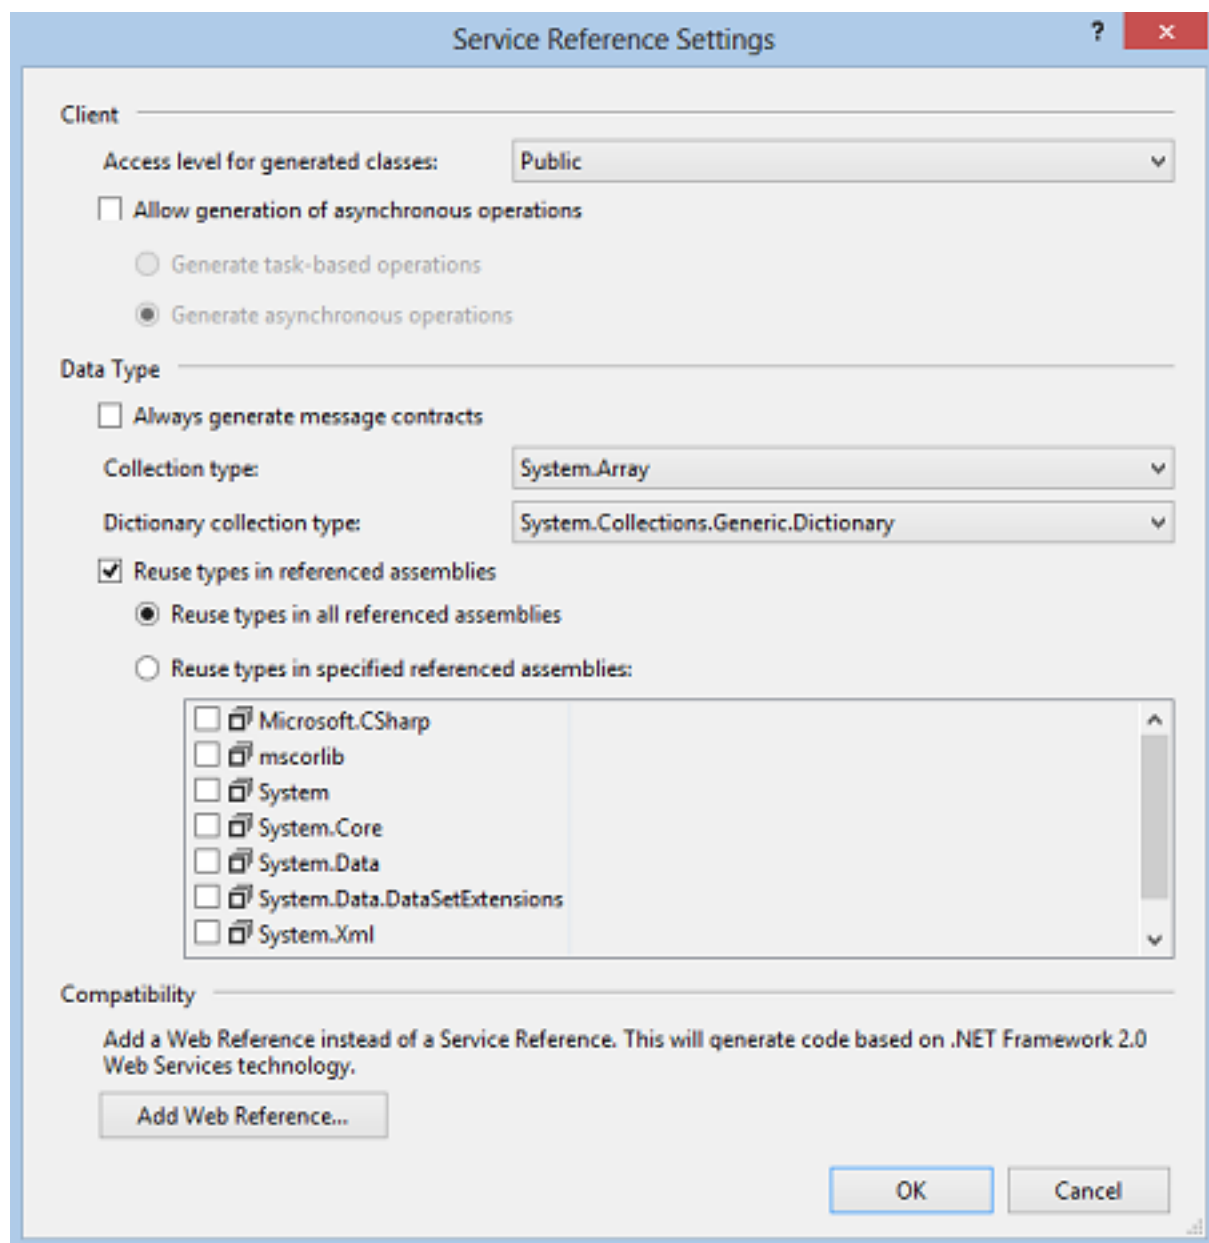 Service Reference Settings
?
Client
Access level for generated classes: Public
Allow generation of asynchronous operations
Generate task-based operations
Generate asynchronous operations
Data Type
Always generate message contracts
Collection type: System.Array
Dictionary collection type: System.Collections.Generic.Dictionary
Reuse types in referenced assemblies
Reuse types in all referenced assemblies
Reuse types in specified referenced assemblies:
Microsoft.CSharp
mscorlib
System
System.Core
System.Data
System.Data.DataSetExtensions
System.Xml
Compatibility
Add a Web Reference instead of a Service Reference. This will generate code based on .NET Framework 2.0
Web Services technology.
Add Web Reference...
OK Cancel